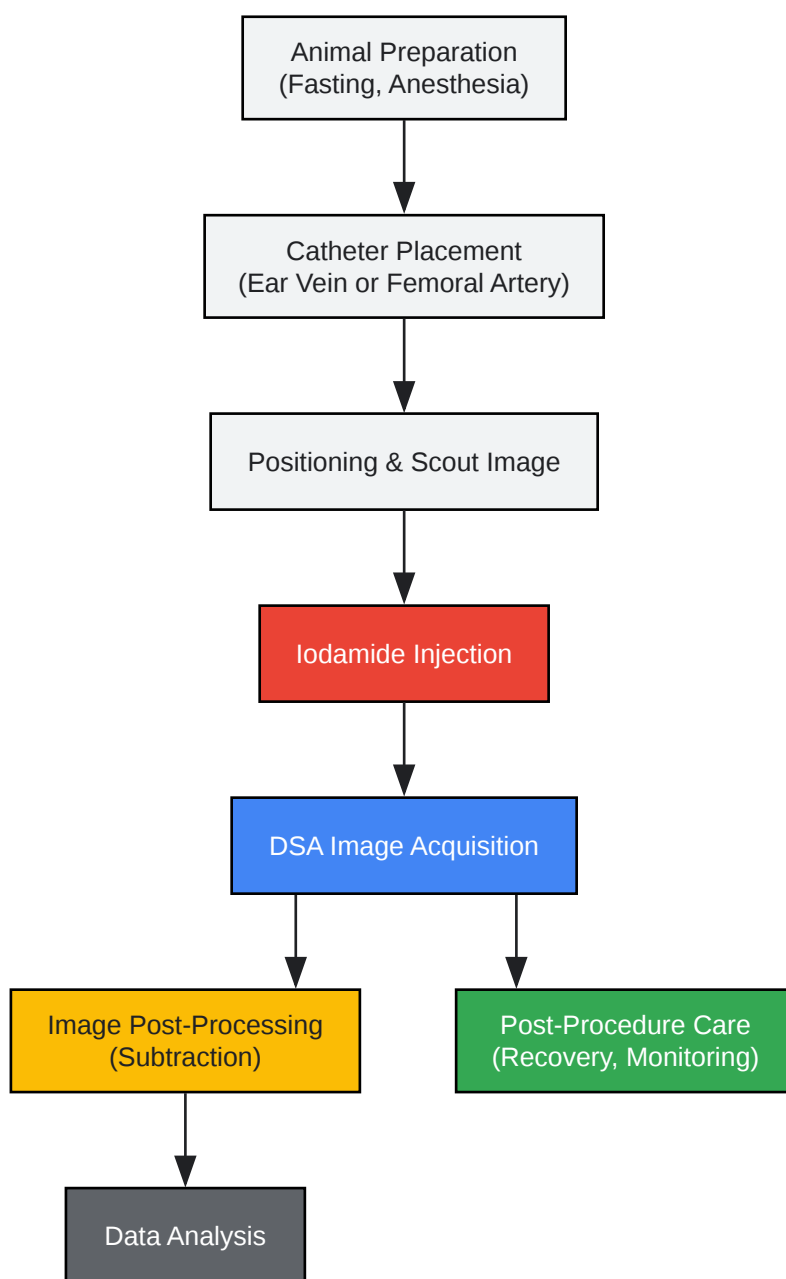 Animal Preparation
(Fasting, Anesthesia)
Catheter Placement
(Ear Vein or Femoral Artery)
Positioning & Scout Image
Iodamide Injection
DSA Image Acquisition
Image Post-Processing
(Subtraction)
Post-Procedure Care
(Recovery, Monitoring)
Data Analysis